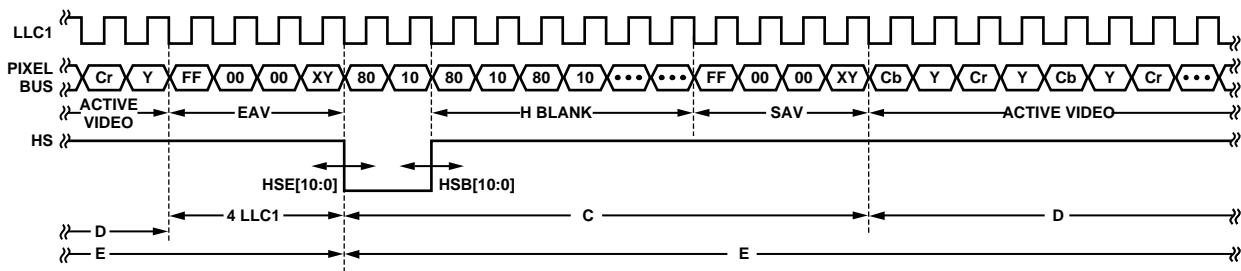 LLC1
PIXEL
BUS
Cr Y FF 00 00 XY 80 10 80 10 80 10 ••• ••• FF 00 00 XY Cb Y Cr Y Cb Y Cr •••
ACTIVE
VIDEO
EAV
H BLANK
SAV
ACTIVE VIDEO
HS
HSE[10:0]
HSB[10:0]
4 LLC1
C
D
D
E
E